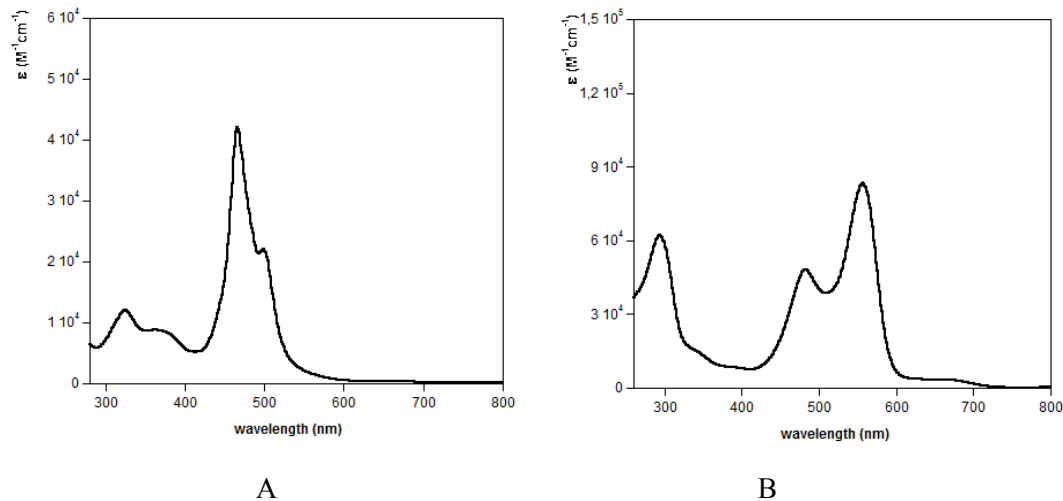 6 10⁴
5 10⁴
4 10⁴
3 10⁴
2 10⁴
1 10⁴
0
ε (M⁻¹cm⁻¹)
300 400 500 600 700 800
wavelength (nm)
A
1,5 10⁵
1,2 10⁵
9 10⁴
6 10⁴
3 10⁴
0
ε (M⁻¹cm⁻¹)
300 400 500 600 700 800
wavelength (nm)
B